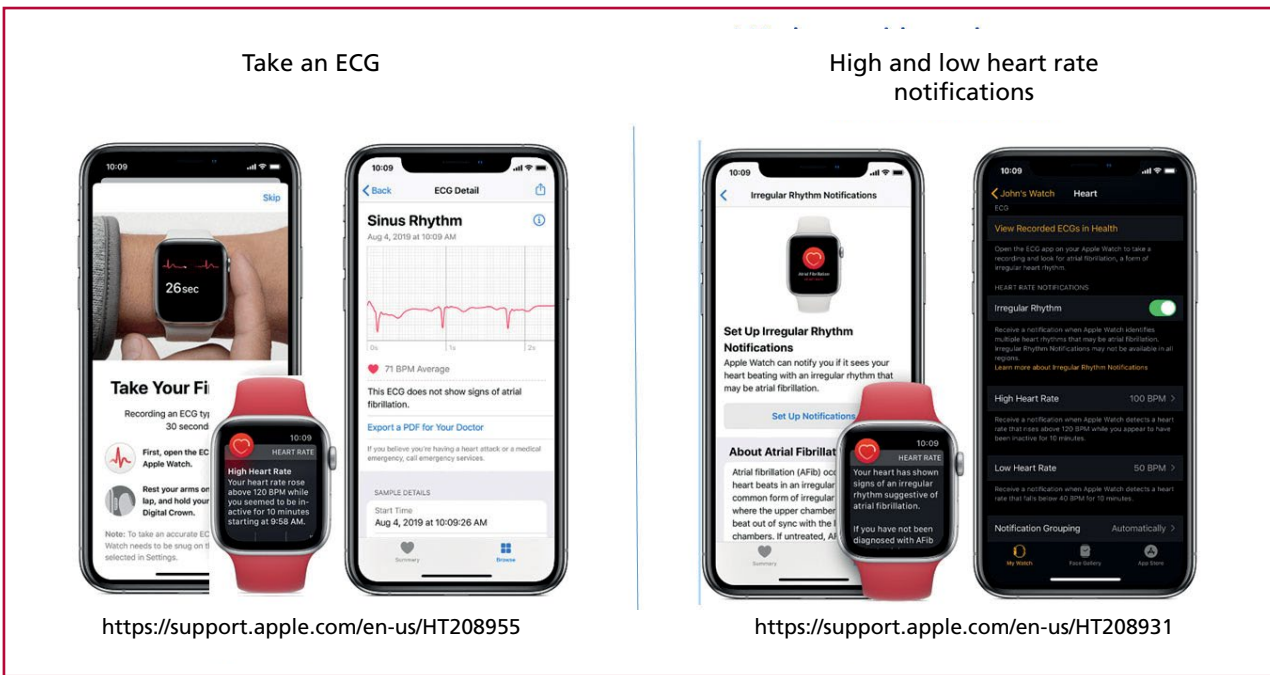 Take an ECG
High and low heart rate
notifications
10:09
Skip
26sec
Take Your Fi
Recording an ECG typ
30 second
First, open the EC
Apple Watch.
Rest your arms on
lap, and hold your
Digital Crown.
Note: To take an accurate EC
Watch needs to be snug on th
selected in Settings.
10:09
HEART RATE
High Heart Rate
Your heart rate rose
above 120 BPM while
you seemed to be in-
active for 10 minutes
starting at 9:58 AM.
10:09
Back
ECG Detail
Sinus Rhythm
Aug 4, 2019 at 10:09 AM
0s 1s 2s
71 BPM Average
This ECG does not show signs of atrial
fibrillation.
Export a PDF for Your Doctor
If you believe you're having a heart attack or a medical
emergency, call emergency services.
SAMPLE DETAILS
Start Time
Aug 4, 2019 at 10:09:26 AM
Summary
Browse
https://support.apple.com/en-us/HT208955
10:09
Irregular Rhythm Notifications
Atrial Fibrillation
Set Up Irregular Rhythm
Notifications
Apple Watch can notify you if it sees your
heart beating with an irregular rhythm that
may be atrial fibrillation.
Set Up Notifications
About Atrial Fibrillat
Atrial fibrillation (AFib) occ
heart beats in an irregular
common form of irregular
where the upper chamber
beat out of sync with the l
chambers. If untreated, AF
Summary
10:09
HEART RATE
Your heart has shown
signs of an irregular
rhythm suggestive of
atrial fibrillation.
If you have not been
diagnosed with AFib
10:09
John's Watch
Heart
ECG
View Recorded ECGs in Health
Open the ECG app on your Apple Watch to take a
recording and look for atrial fibrillation, a form of
irregular heart rhythm.
HEART RATE NOTIFICATIONS
Irregular Rhythm
Receive a notification when Apple Watch identifies
multiple heart rhythms that may be atrial fibrillation.
Irregular Rhythm Notifications may not be available in all
regions.
Learn more about Irregular Rhythm Notifications
High Heart Rate 100 BPM
Receive a notification when Apple Watch detects a heart
rate that rises above 120 BPM while you appear to have
been inactive for 10 minutes.
Low Heart Rate 50 BPM
Receive a notification when Apple Watch detects a heart
rate that falls below 40 BPM for 10 minutes.
Notification Grouping Automatically
My Watch
Face Gallery
App Store
https://support.apple.com/en-us/HT208931